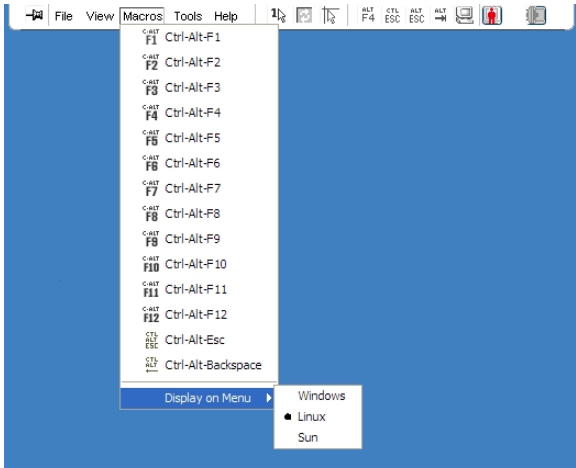 File View Macros Tools Help 1 ALT F4 CTL ESC ALT ESC ALT
C-ALT F1 Ctrl-Alt-F1
C-ALT F2 Ctrl-Alt-F2
C-ALT F3 Ctrl-Alt-F3
C-ALT F4 Ctrl-Alt-F4
C-ALT F5 Ctrl-Alt-F5
C-ALT F6 Ctrl-Alt-F6
C-ALT F7 Ctrl-Alt-F7
C-ALT F8 Ctrl-Alt-F8
C-ALT F9 Ctrl-Alt-F9
C-ALT F10 Ctrl-Alt-F10
C-ALT F11 Ctrl-Alt-F11
C-ALT F12 Ctrl-Alt-F12
CTL ALT ESC Ctrl-Alt-Esc
CTL ALT Ctrl-Alt-Backspace
Display on Menu
Windows
Linux
Sun